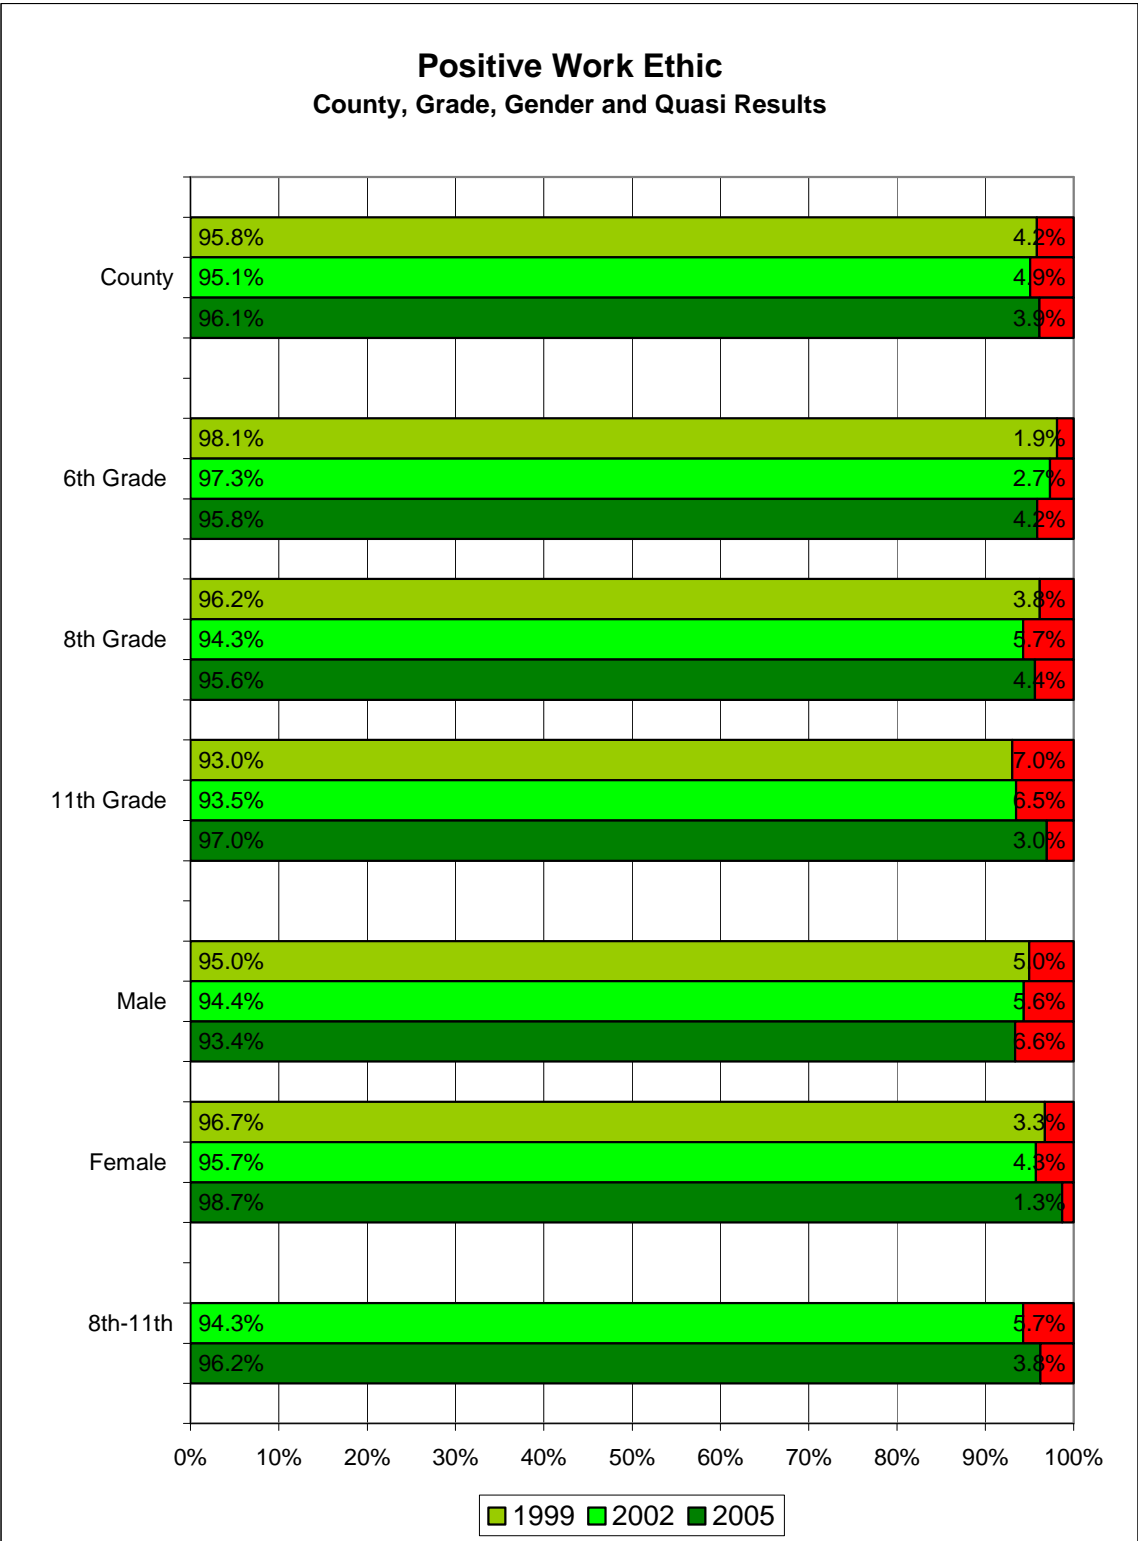 Positive Work Ethic
County, Grade, Gender and Quasi Results
95.8% 4.2%
County 95.1% 4.9%
96.1% 3.9%
98.1% 1.9%
6th Grade 97.3% 2.7%
95.8% 4.2%
96.2% 3.8%
8th Grade 94.3% 5.7%
95.6% 4.4%
93.0% 7.0%
11th Grade 93.5% 6.5%
97.0% 3.0%
95.0% 5.0%
Male 94.4% 5.6%
93.4% 6.6%
96.7% 3.3%
Female 95.7% 4.3%
98.7% 1.3%
8th-11th 94.3% 5.7%
96.2% 3.8%
0% 10% 20% 30% 40% 50% 60% 70% 80% 90% 100%
1999 2002 2005